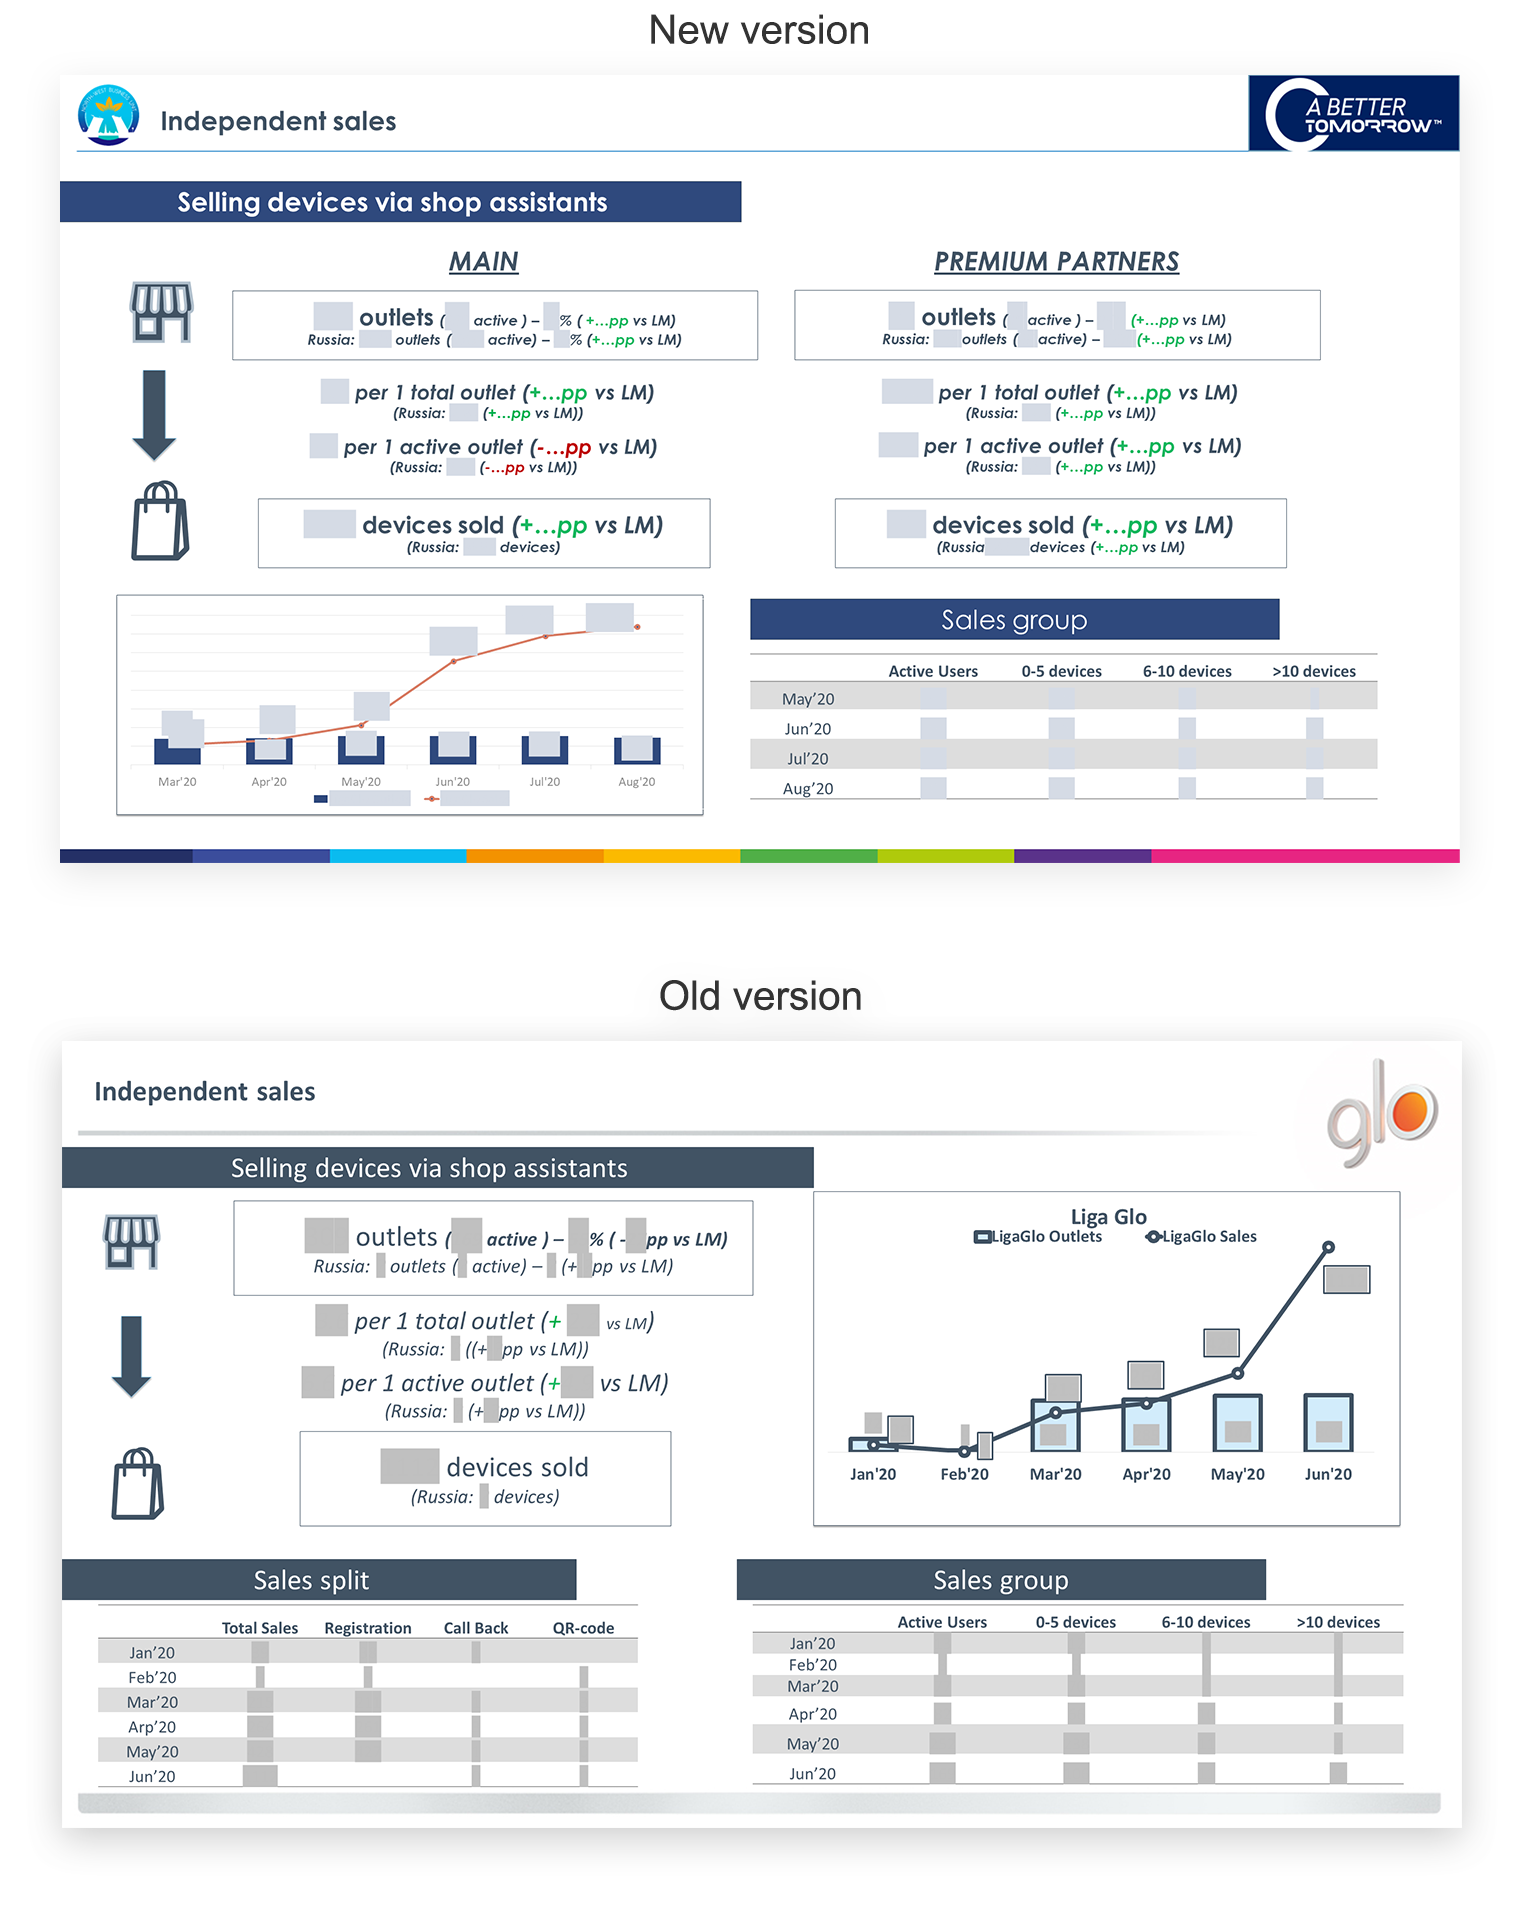 New version
NORTH-WEST BUSINESS UNIT
Independent sales
A BETTER
TOMORROW™
Selling devices via shop assistants
MAIN
outlets ( active ) – % ( +...pp vs LM)
Russia: outlets ( active) – % (+...pp vs LM)
per 1 total outlet (+...pp vs LM)
(Russia: (+...pp vs LM))
per 1 active outlet (-...pp vs LM)
(Russia: (-...pp vs LM))
devices sold (+...pp vs LM)
(Russia: devices)
PREMIUM PARTNERS
outlets ( active ) – (+...pp vs LM)
Russia: outlets ( active) – (+...pp vs LM)
per 1 total outlet (+...pp vs LM)
(Russia: (+...pp vs LM))
per 1 active outlet (+...pp vs LM)
(Russia: (+...pp vs LM))
devices sold (+...pp vs LM)
(Russia devices (+...pp vs LM)
Mar'20 Apr'20 May'20 Jun'20 Jul'20 Aug'20
Sales group
Active Users 0-5 devices 6-10 devices >10 devices
May’20
Jun’20
Jul’20
Aug’20
Old version
Independent sales
glo
Selling devices via shop assistants
outlets ( active ) – % ( - pp vs LM)
Russia: outlets ( active) – (+ pp vs LM)
per 1 total outlet (+ vs LM)
(Russia: ((+ pp vs LM))
per 1 active outlet (+ vs LM)
(Russia: (+ pp vs LM))
devices sold
(Russia: devices)
Liga Glo
LigaGlo Outlets LigaGlo Sales
Jan'20 Feb'20 Mar'20 Apr'20 May'20 Jun'20
Sales split
Total Sales Registration Call Back QR-code
Jan’20
Feb’20
Mar’20
Arp’20
May’20
Jun’20
Sales group
Active Users 0-5 devices 6-10 devices >10 devices
Jan’20
Feb’20
Mar’20
Apr’20
May’20
Jun’20